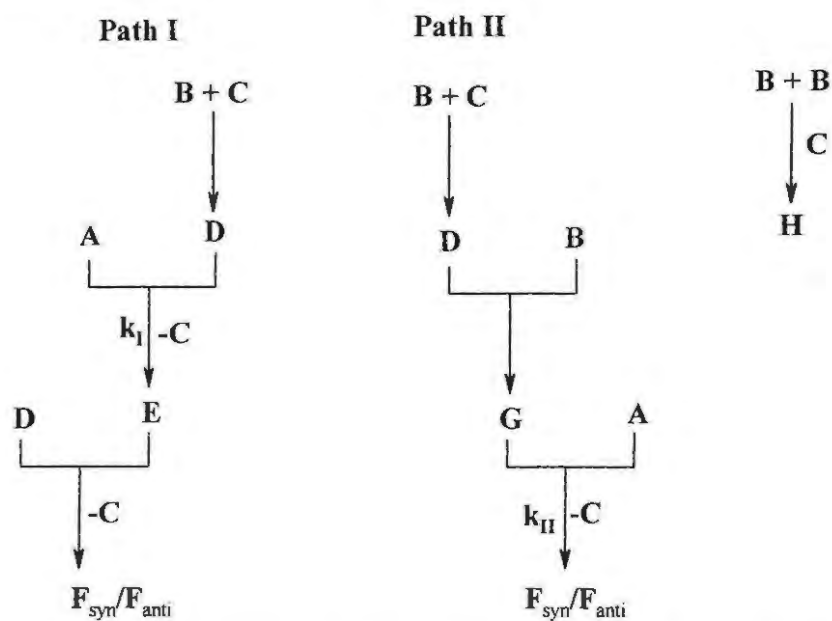 Path I
Path II
B + C
B + C
B + B
C
H
A
D
D
B
k_I -C
D
E
G
A
-C
k_II -C
F_syn/F_anti
F_syn/F_anti